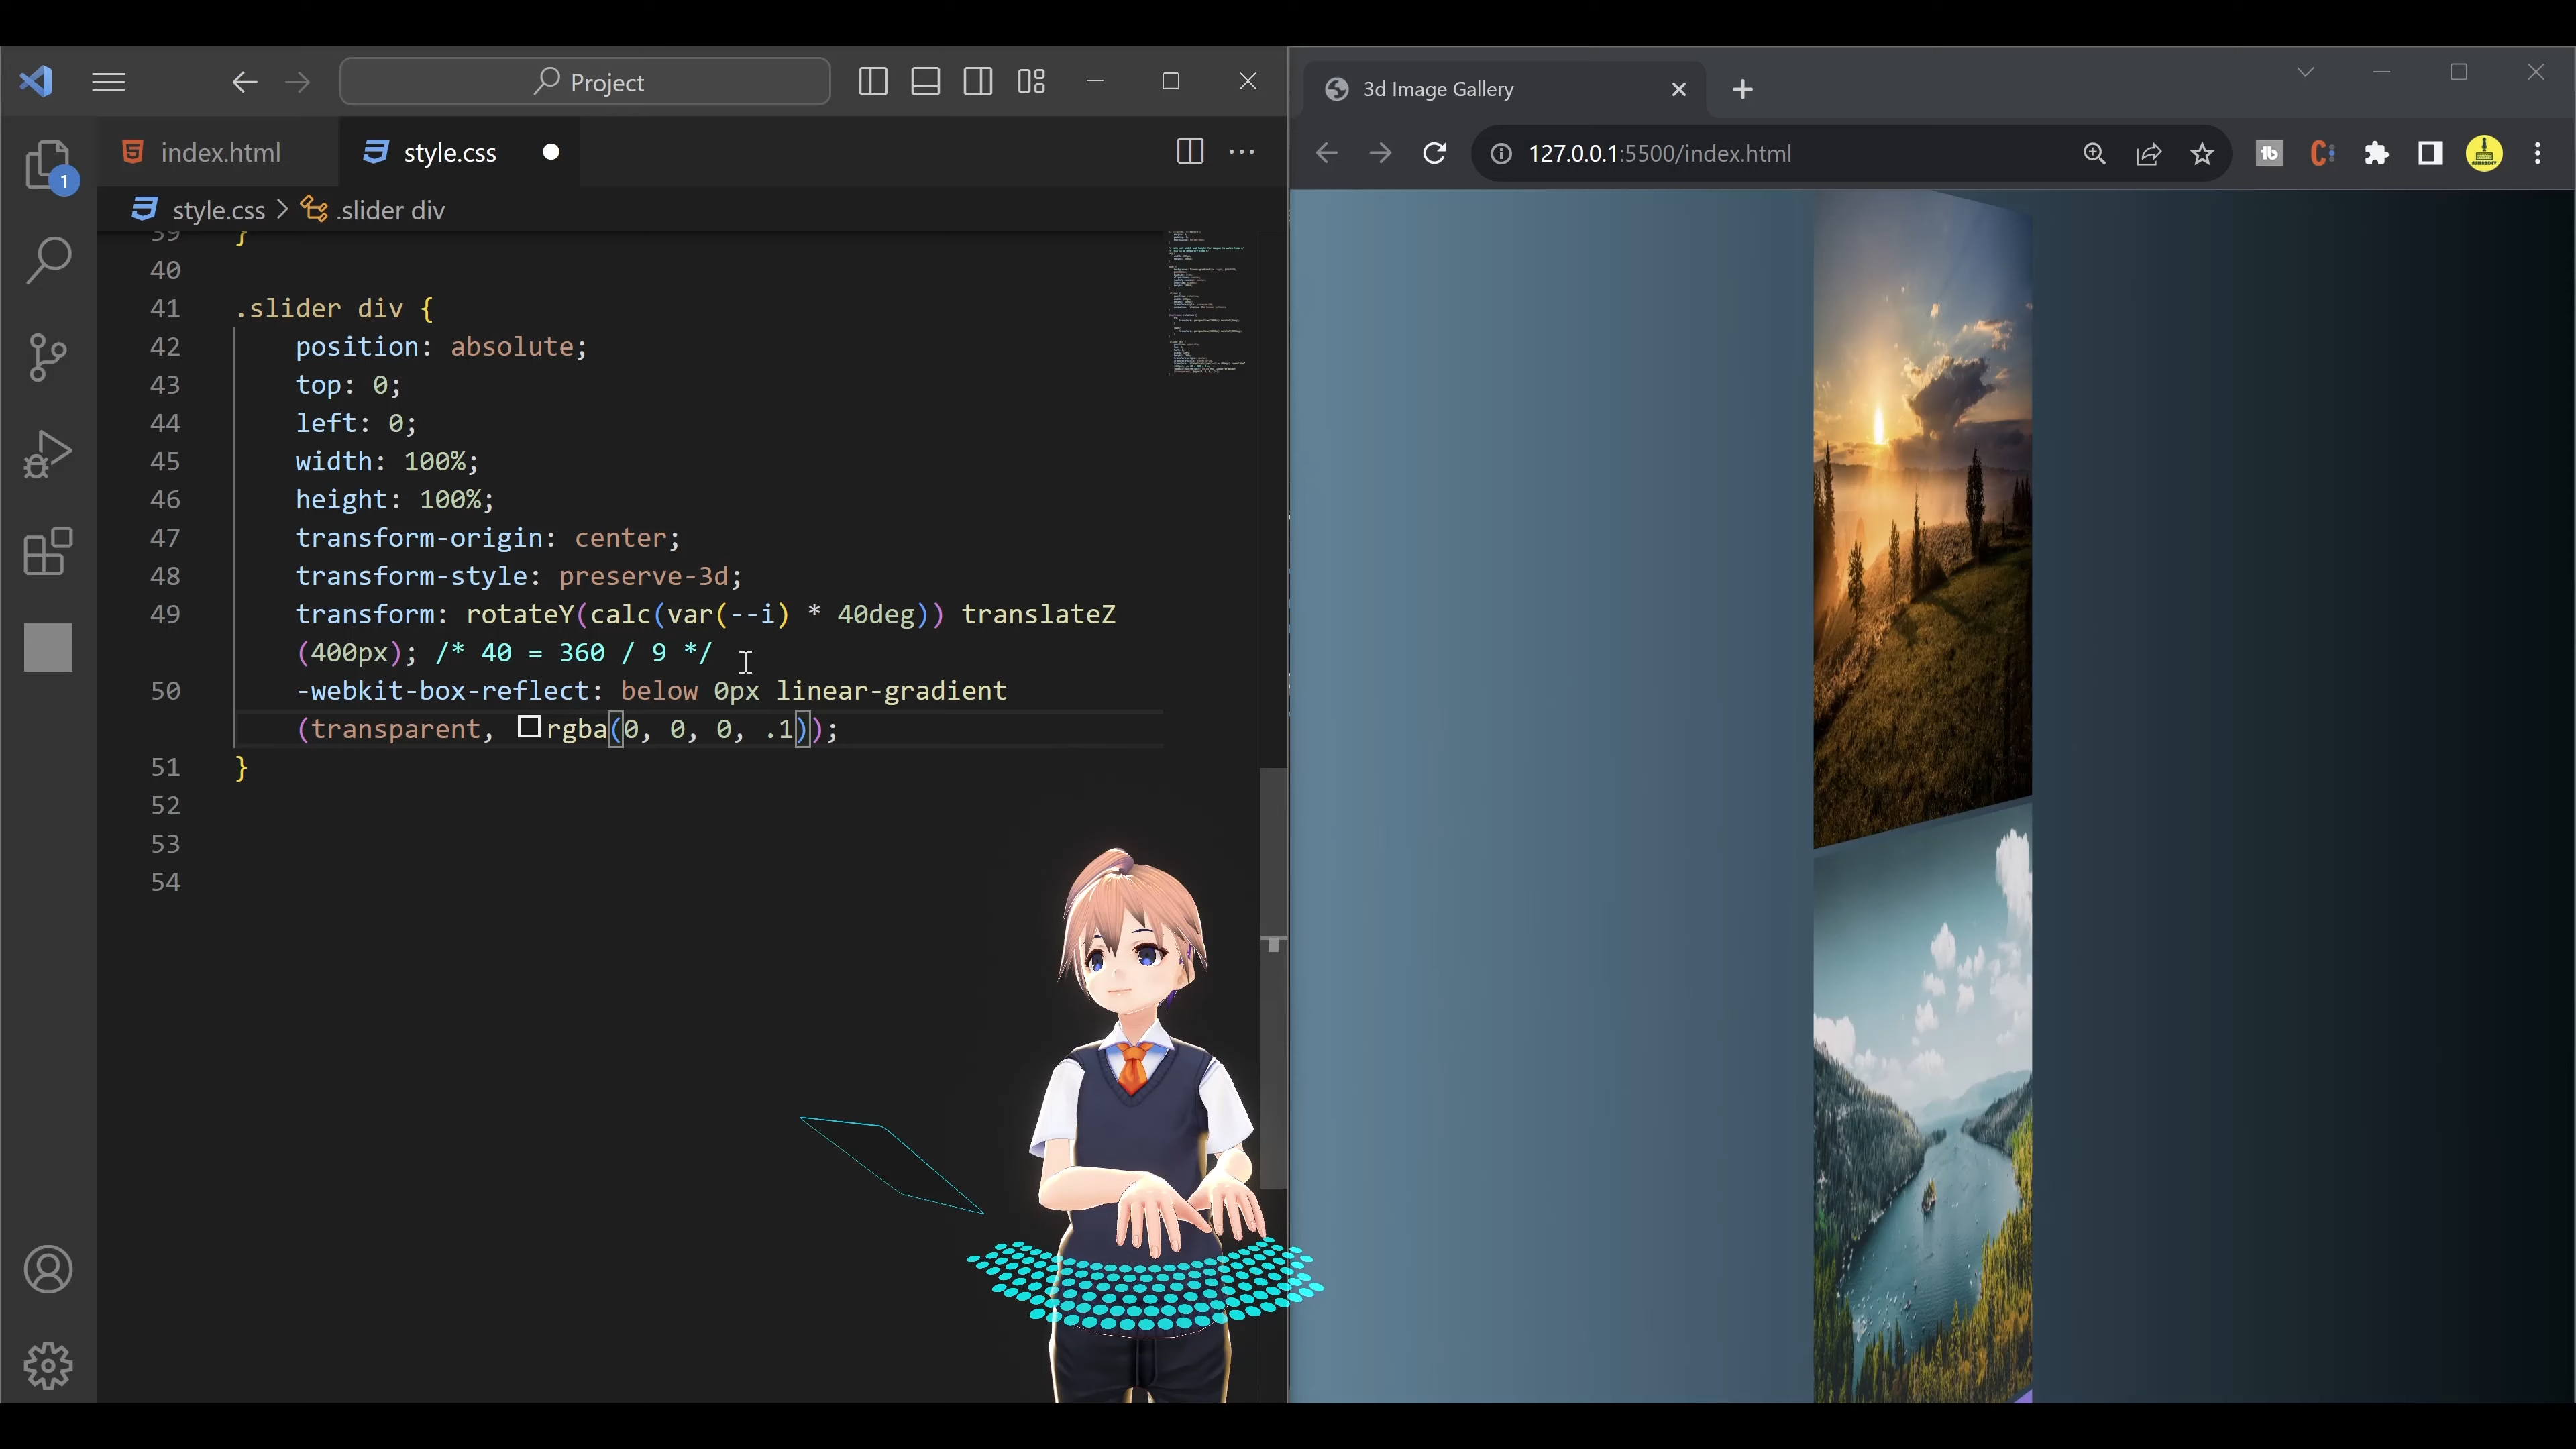 Project
index.html
style.css
style.css > .slider div
39 }
40
41 .slider div {
42 position: absolute;
43 top: 0;
44 left: 0;
45 width: 100%;
46 height: 100%;
47 transform-origin: center;
48 transform-style: preserve-3d;
49 transform: rotateY(calc(var(--i) * 40deg)) translateZ
(400px); /* 40 = 360 / 9 */
50 -webkit-box-reflect: below 0px linear-gradient
(transparent, rgba(0, 0, 0, .1));
51 }
52
53
54
1
3d Image Gallery
127.0.0.1:5500/index.html